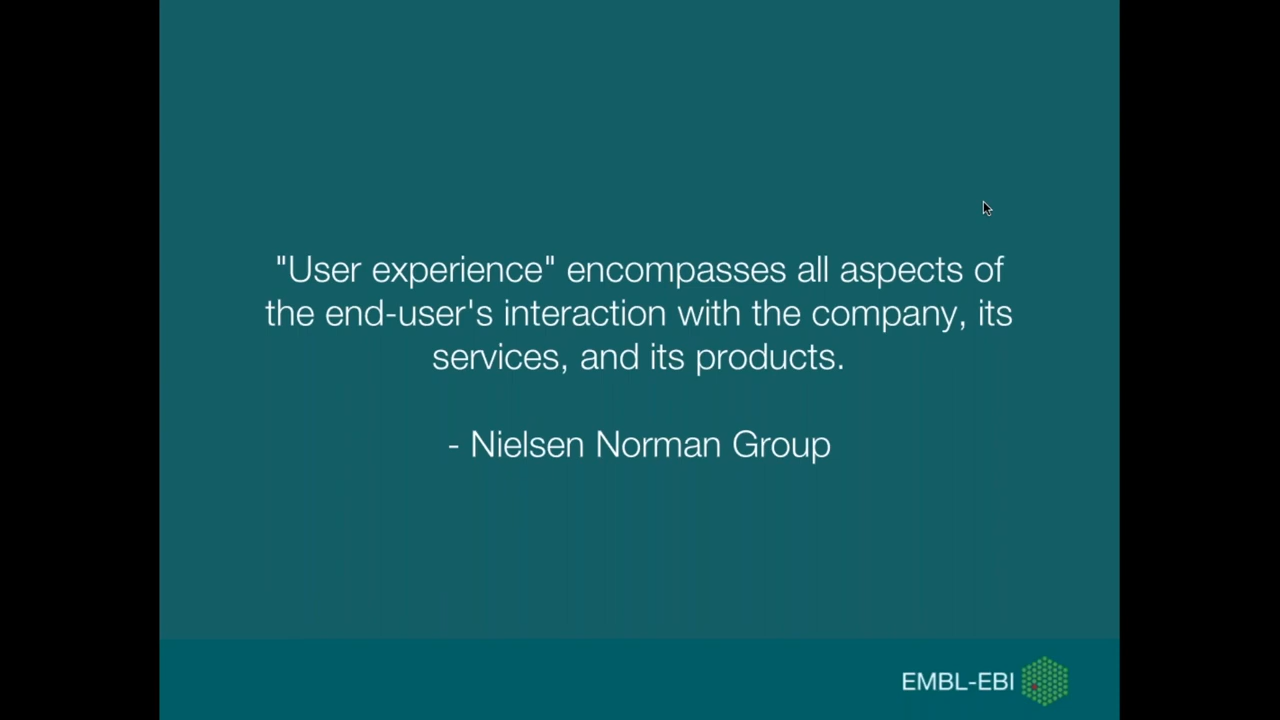 "User experience" encompasses all aspects of
the end-user's interaction with the company, its
services, and its products.
- Nielsen Norman Group
EMBL-EBI